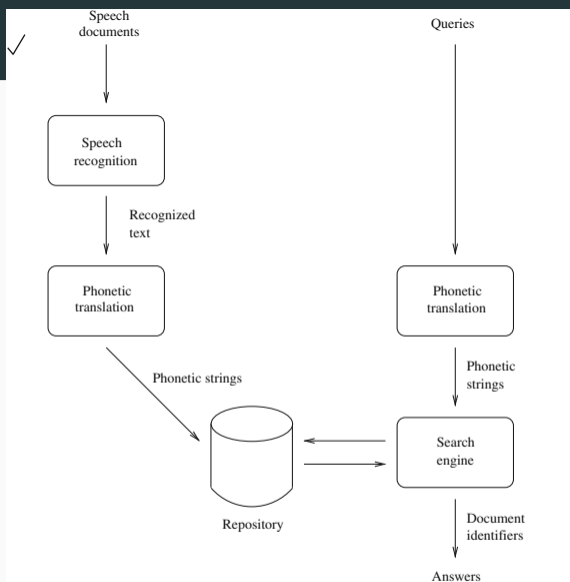 Speech
documents
Queries
Speech
recognition
Recognized
text
Phonetic
translation
Phonetic
translation
Phonetic strings
Phonetic
strings
Search
engine
Repository
Document
identifiers
Answers